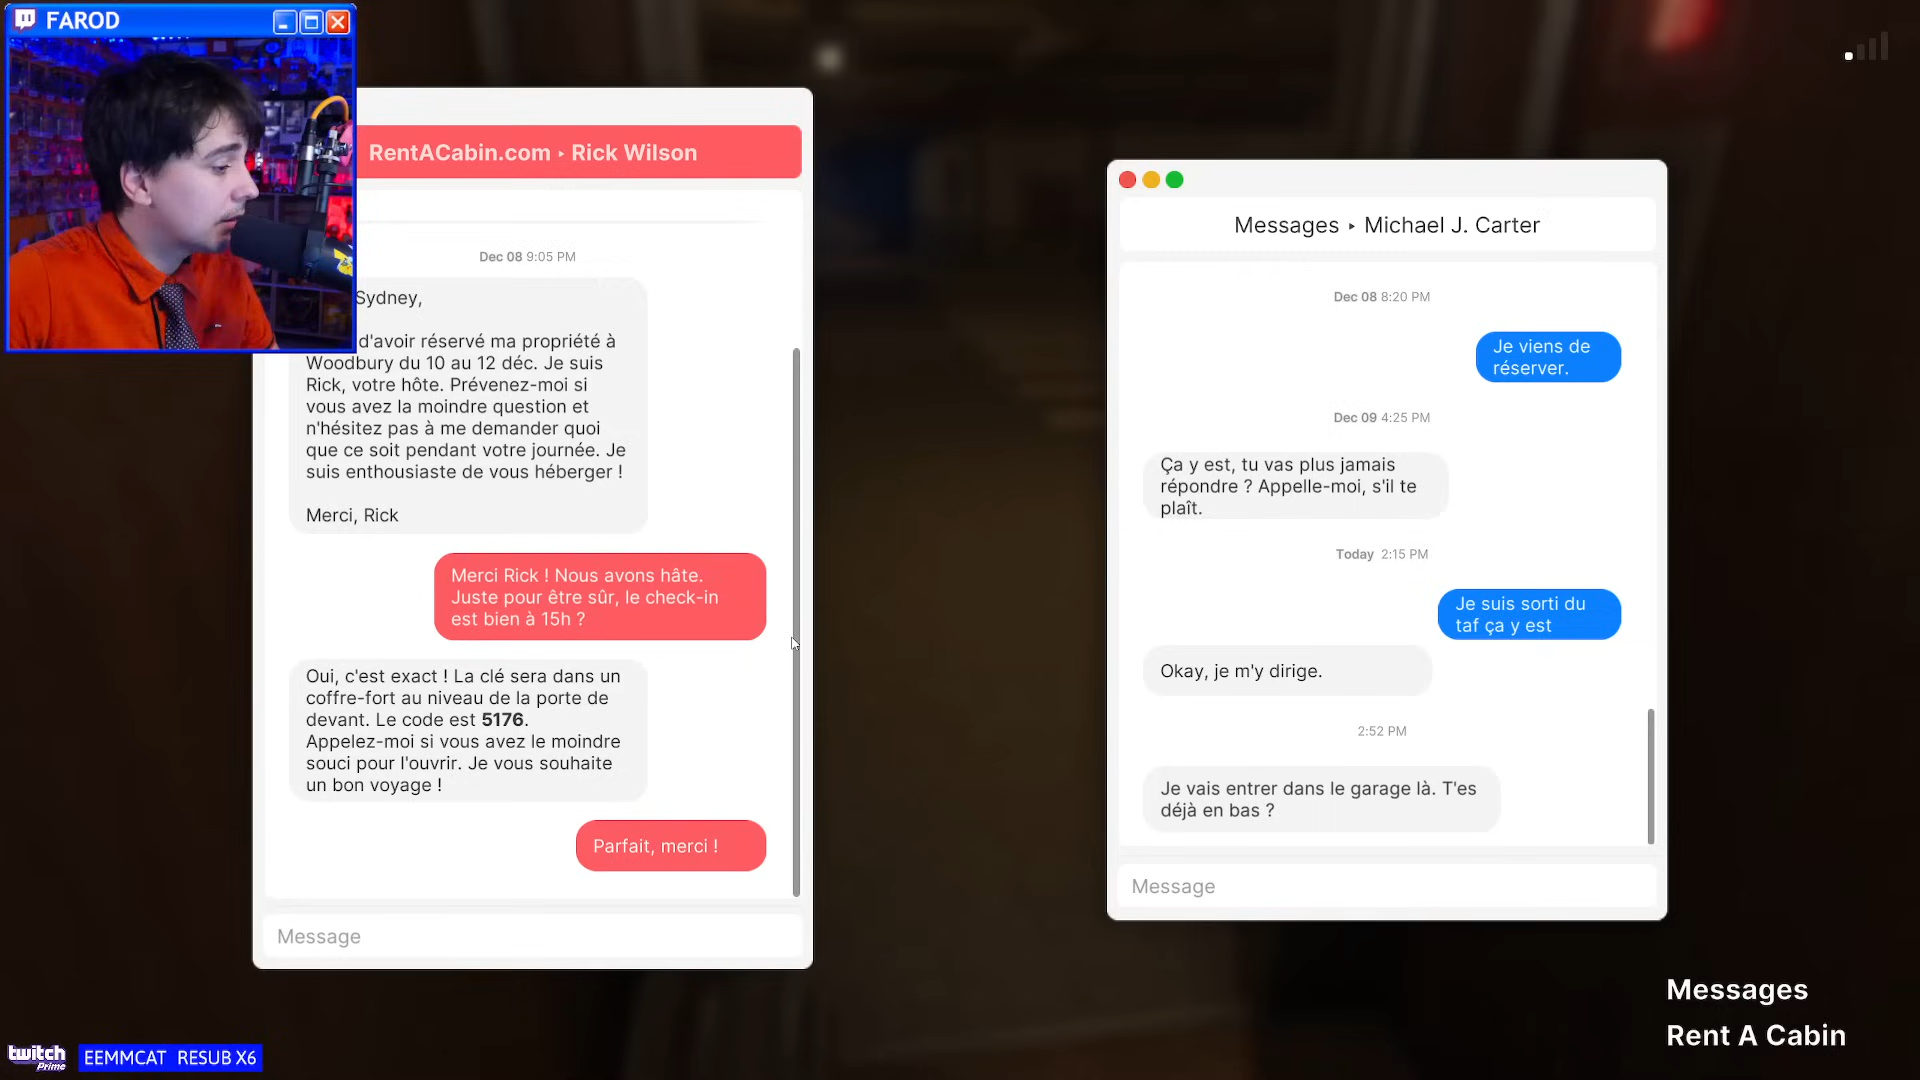 FAROD
RentACabin.com ▸ Rick Wilson
Dec 08 9:05 PM
Sydney,
d'avoir réservé ma propriété à
Woodbury du 10 au 12 déc. Je suis
Rick, votre hôte. Prévenez-moi si
vous avez la moindre question et
n'hésitez pas à me demander quoi
que ce soit pendant votre journée. Je
suis enthousiaste de vous héberger !
Merci, Rick
Merci Rick ! Nous avons hâte.
Juste pour être sûr, le check-in
est bien à 15h ?
Oui, c'est exact ! La clé sera dans un
coffre-fort au niveau de la porte de
devant. Le code est 5176.
Appelez-moi si vous avez le moindre
souci pour l'ouvrir. Je vous souhaite
un bon voyage !
Parfait, merci !
Message
Messages ▸ Michael J. Carter
Dec 08 8:20 PM
Je viens de
réserver.
Dec 09 4:25 PM
Ça y est, tu vas plus jamais
répondre ? Appelle-moi, s'il te
plaît.
Today 2:15 PM
Je suis sorti du
taf ça y est
Okay, je m'y dirige.
2:52 PM
Je vais entrer dans le garage là. T'es
déjà en bas ?
Message
Messages
Rent A Cabin
twitch
Prime
EEMMCAT RESUB X6